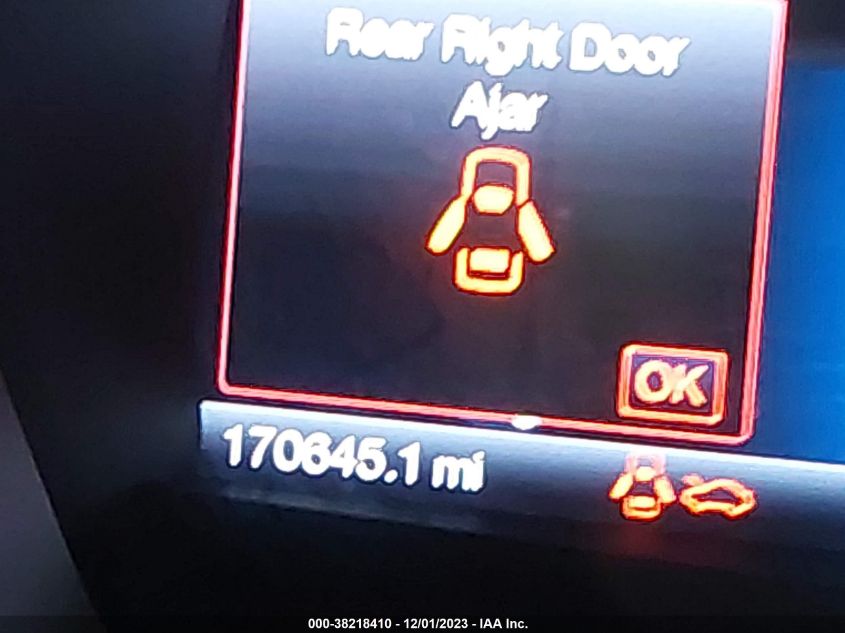 Rear Right Door
Ajar
OK
170645.1 mi
000-38218410 - 12/01/2023 - IAA Inc.